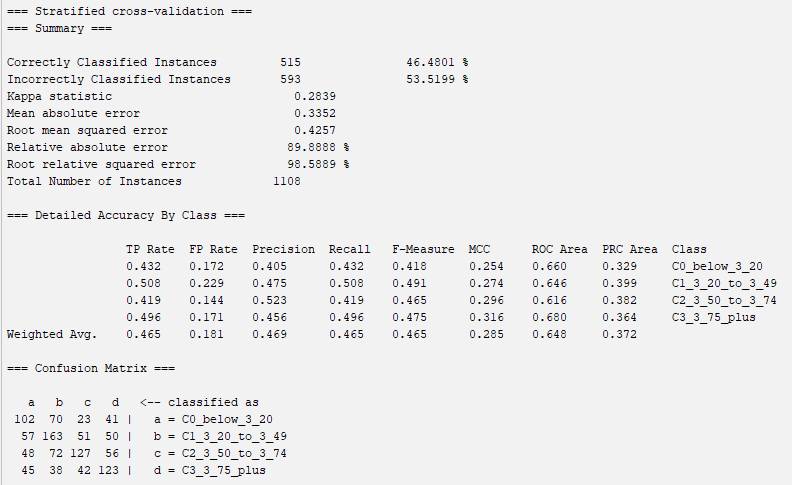 === Stratified cross-validation ===
=== Summary ===
Correctly Classified Instances         515               46.4801 %
Incorrectly Classified Instances       593               53.5199 %
Kappa statistic                          0.2839
Mean absolute error                      0.3352
Root mean squared error                  0.4257
Relative absolute error                 89.8888 %
Root relative squared error             98.5889 %
Total Number of Instances             1108
=== Detailed Accuracy By Class ===
TP Rate  FP Rate  Precision  Recall   F-Measure  MCC      ROC Area  PRC Area  Class
0.432    0.172    0.405      0.432    0.418      0.254    0.660     0.329     C0_below_3_20
0.508    0.229    0.475      0.508    0.491      0.274    0.646     0.399     C1_3_20_to_3_49
0.419    0.144    0.523      0.419    0.465      0.296    0.616     0.382     C2_3_50_to_3_74
0.496    0.171    0.456      0.496    0.475      0.316    0.680     0.364     C3_3_75_plus
Weighted Avg.    0.465    0.181    0.469      0.465    0.465      0.285    0.648     0.372
=== Confusion Matrix ===
a   b   c   d   <-- classified as
102  70  23  41 |   a = C0_below_3_20
57 163  51  50 |   b = C1_3_20_to_3_49
48  72 127  56 |   c = C2_3_50_to_3_74
45  38  42 123 |   d = C3_3_75_plus